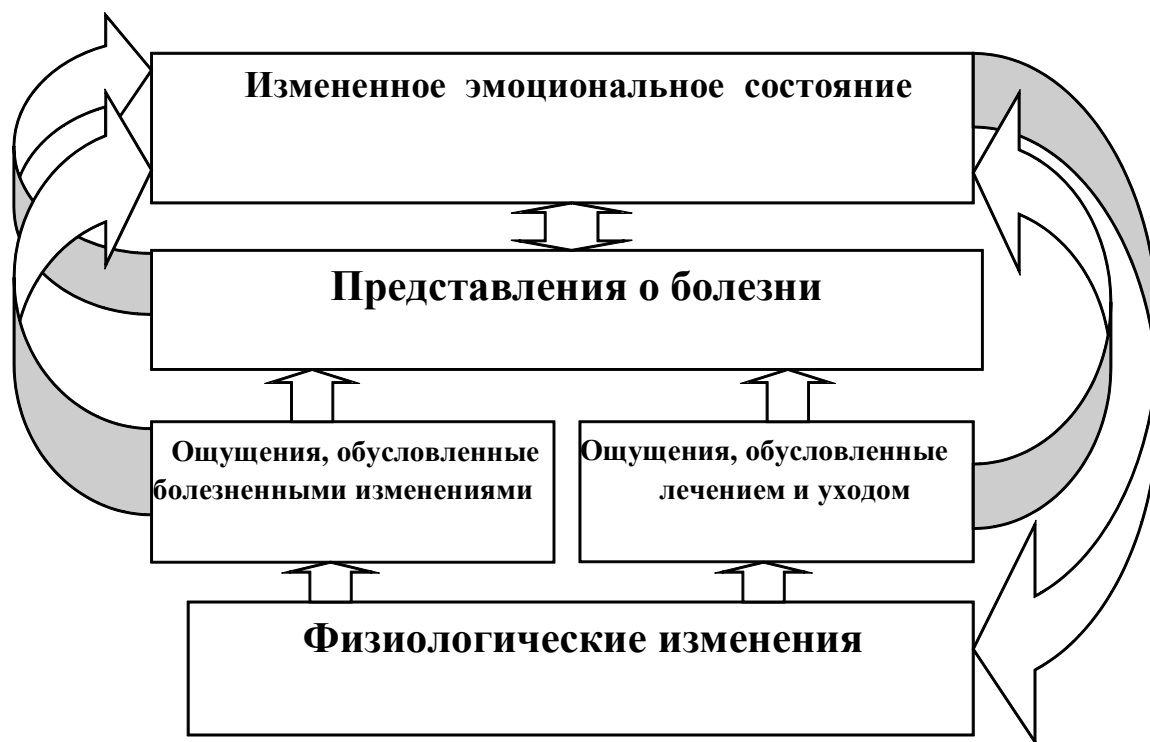 Измененное эмоциональное состояние
Представления о болезни
Ощущения, обусловленные
болезненными изменениями
Ощущения, обусловленные
лечением и уходом
Физиологические изменения